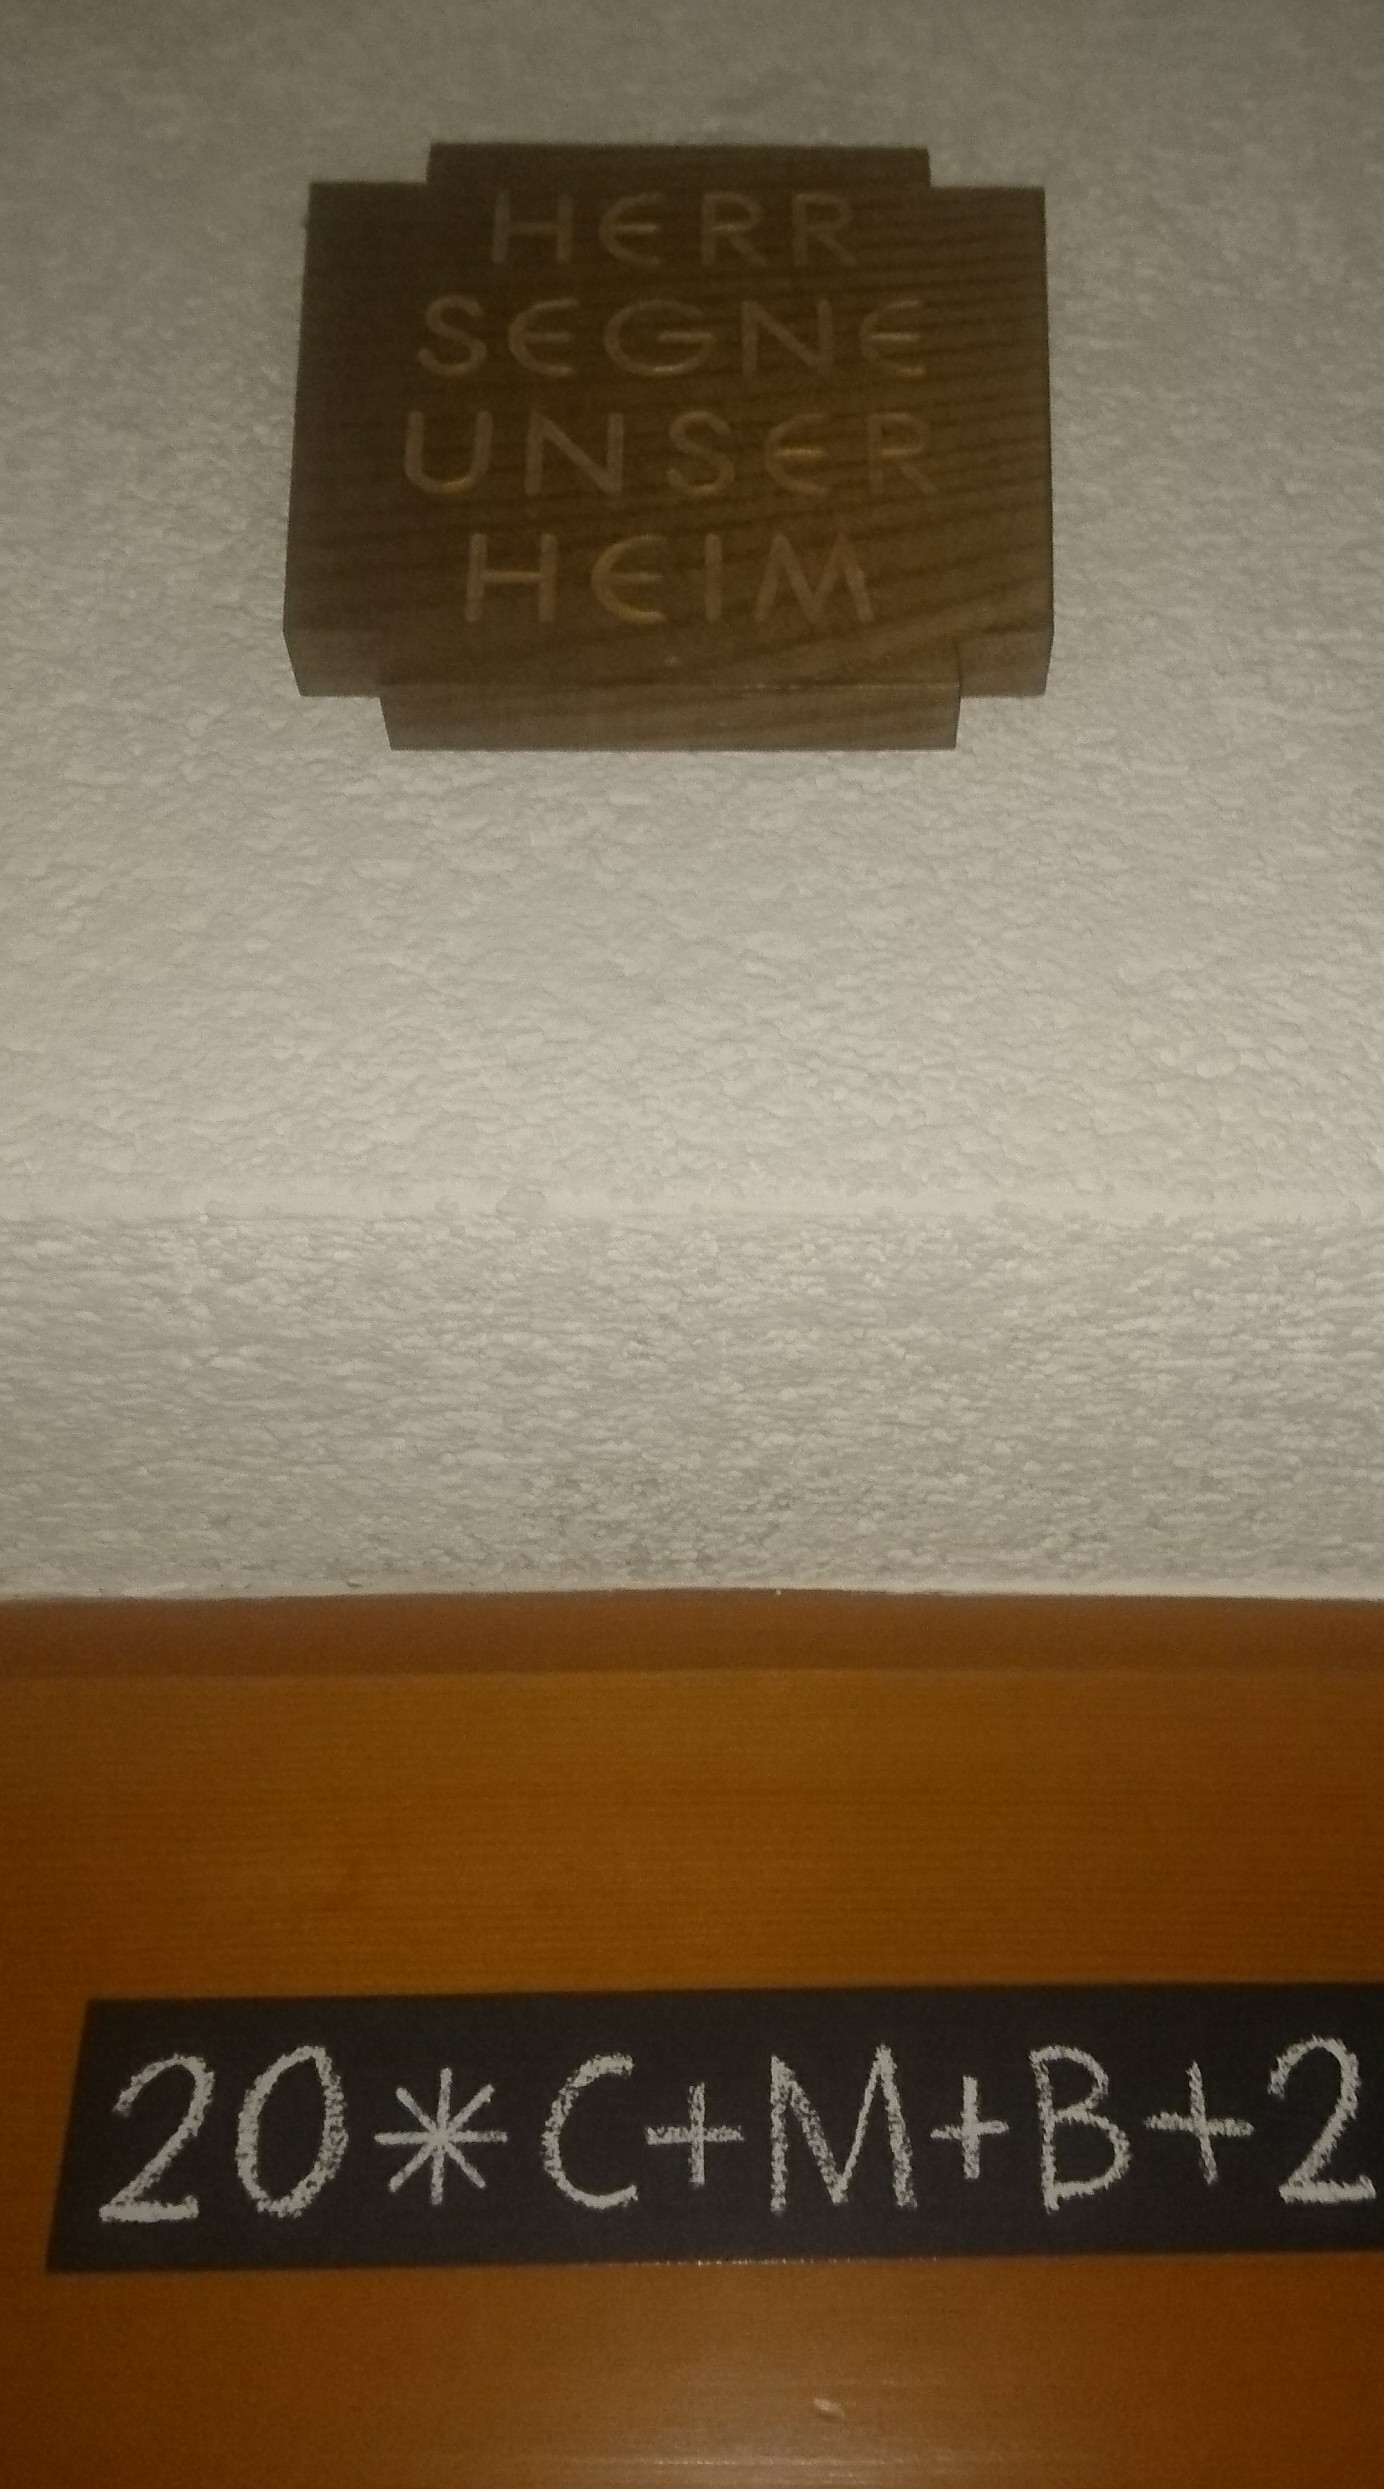 HERR
SEGNE
UNSER
HEIM
20*C+M+B+2